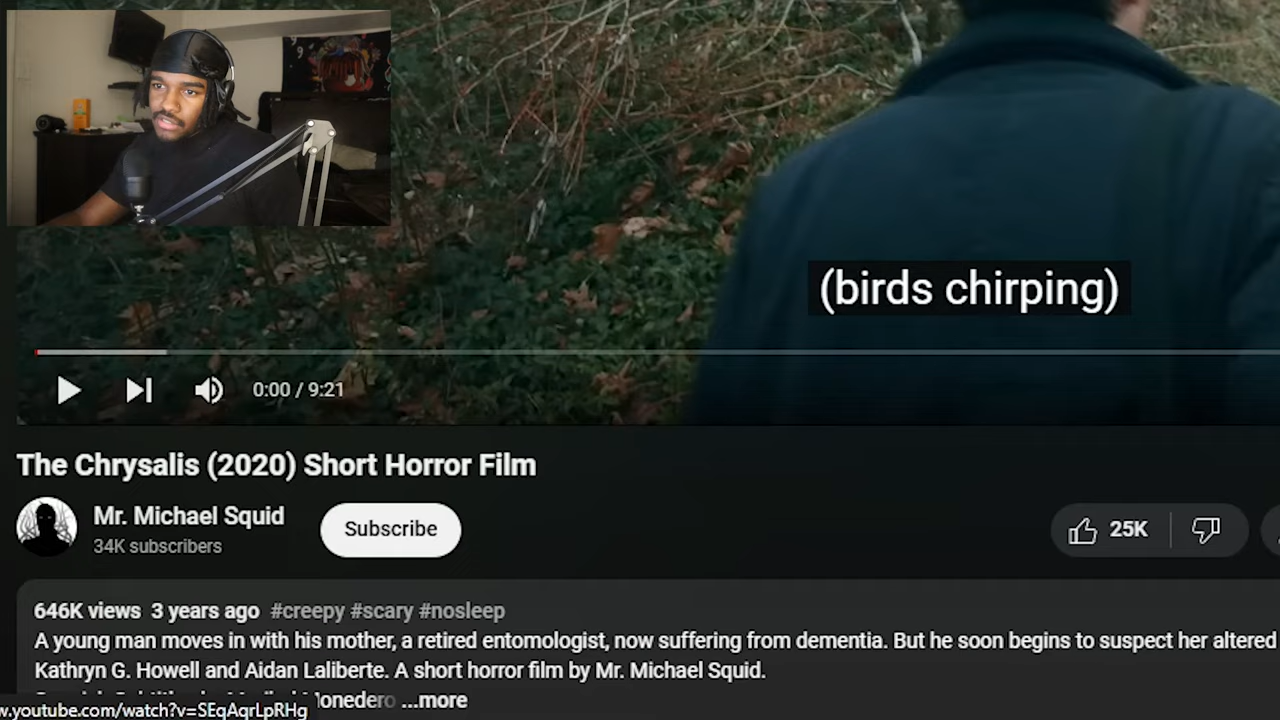 (birds chirping)
0:00 / 9:21
The Chrysalis (2020) Short Horror Film
Mr. Michael Squid
34K subscribers
Subscribe
25K
646K views 3 years ago #creepy #scary #nosleep
A young man moves in with his mother, a retired entomologist, now suffering from dementia. But he soon begins to suspect her altered
Kathryn G. Howell and Aidan Laliberte. A short horror film by Mr. Michael Squid.
...more
w.youtube.com/watch?v=SEqAqrLpRHg